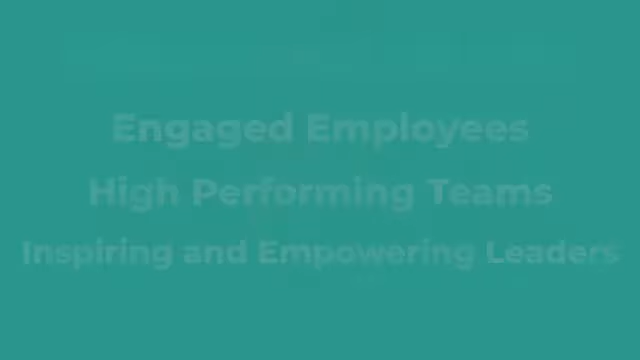 Engaged Employees
High Performing Teams
Inspiring and Empowering Leaders